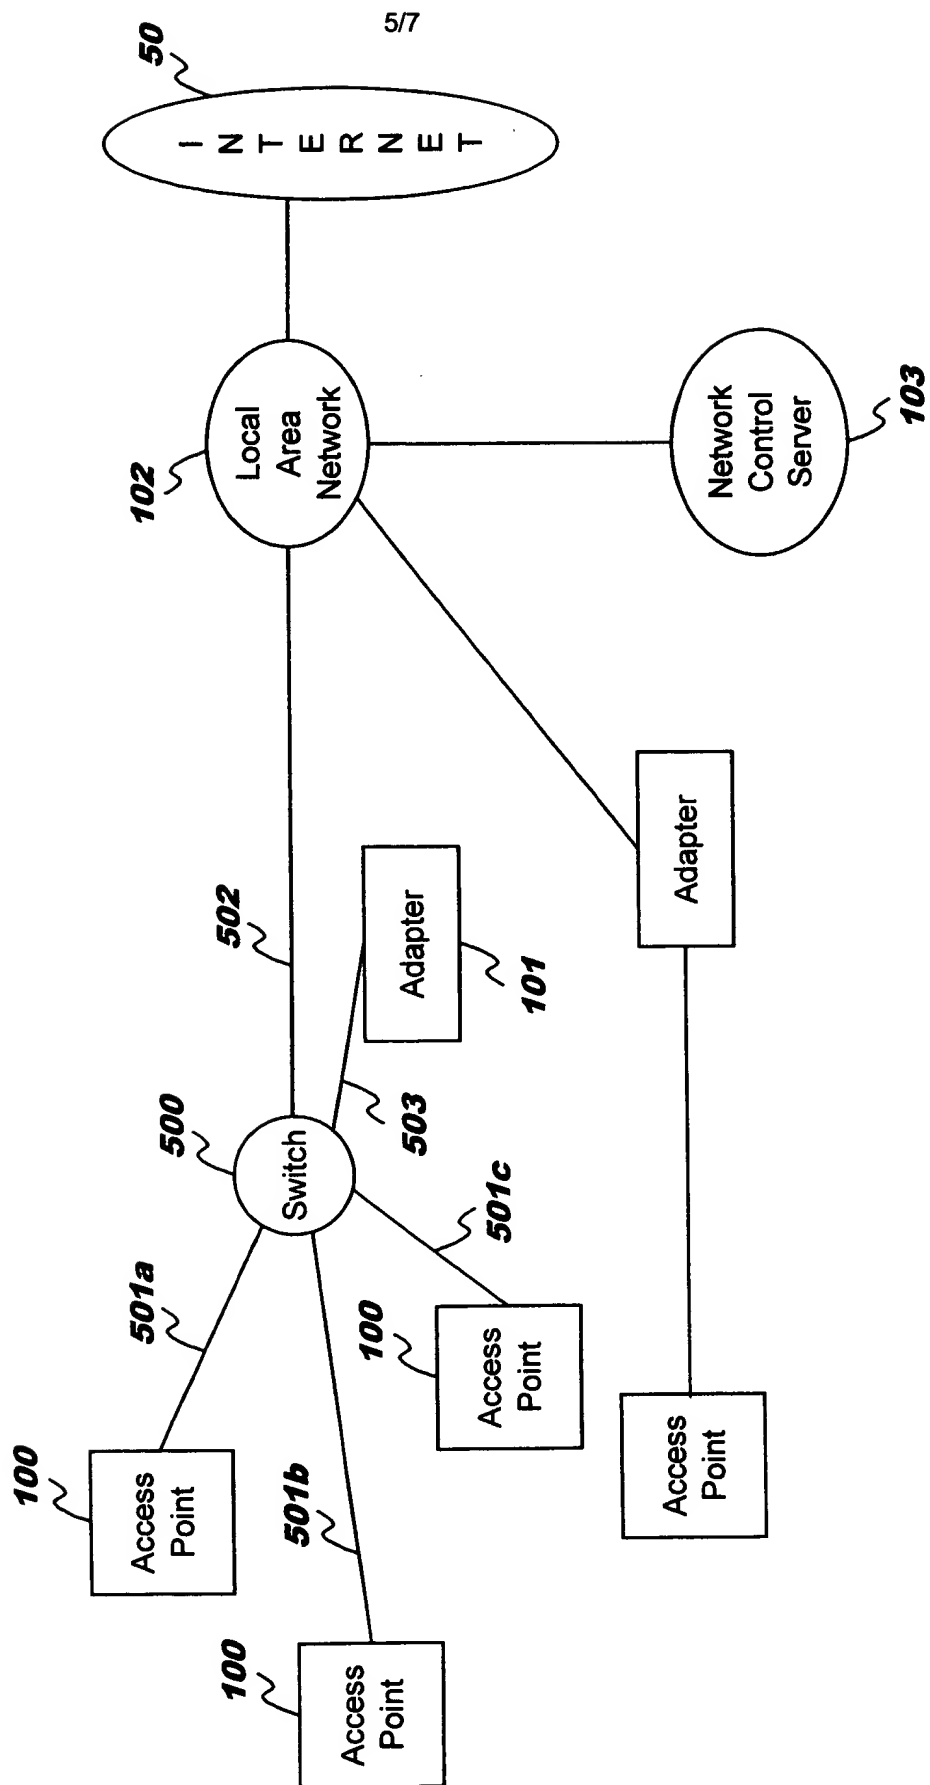 5/7
50
INTERNET
102
Local
Area
Network
Network
Control
Server
103
502
Adapter
101
Adapter
500
Switch
503
501a
501b
501c
100
Access
Point
100
Access
Point
100
Access
Point
Access
Point